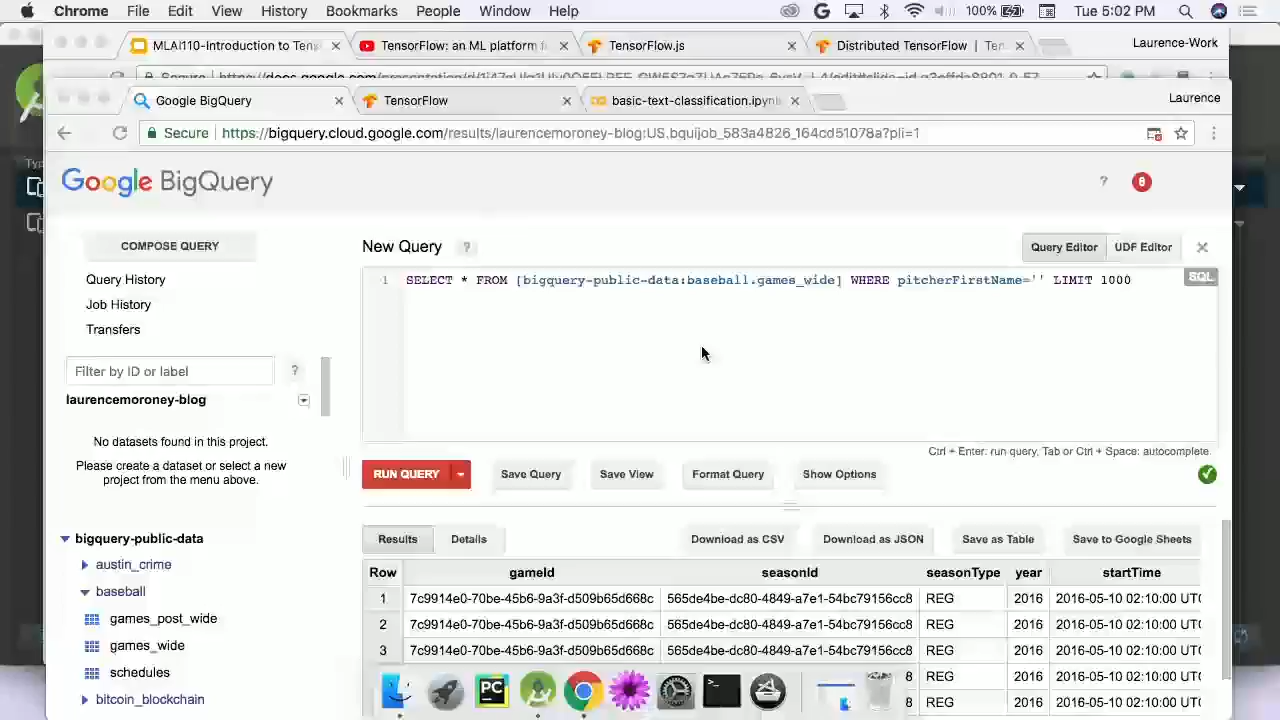 Chrome File Edit View History Bookmarks People Window Help 100% Tue 5:02 PM
MLAI110-Introduction to Tens TensorFlow: an ML platform f TensorFlow.js Distributed TensorFlow | Ten Laurence-Work
Google BigQuery TensorFlow basic-text-classification.ipynb Laurence
Secure https://bigquery.cloud.google.com/results/laurencemoroney-blog:US.bquijob_583a4826_164cd51078a?pli=1
Google BigQuery ? 8
COMPOSE QUERY
Query History
Job History
Transfers
Filter by ID or label ?
laurencemoroney-blog
No datasets found in this project.
Please create a dataset or select a new
project from the menu above.
bigquery-public-data
austin_crime
baseball
games_post_wide
games_wide
schedules
bitcoin_blockchain
New Query ? Query Editor UDF Editor
1 SELECT * FROM [bigquery-public-data:baseball.games_wide] WHERE pitcherFirstName='' LIMIT 1000 SQL
Ctrl + Enter: run query, Tab or Ctrl + Space: autocomplete.
RUN QUERY Save Query Save View Format Query Show Options
Results Details Download as CSV Download as JSON Save as Table Save to Google Sheets
Row gameId seasonId seasonType year startTime
1 7c9914e0-70be-45b6-9a3f-d509b65d668c 565de4be-dc80-4849-a7e1-54bc79156cc8 REG 2016 2016-05-10 02:10:00 UTC
2 7c9914e0-70be-45b6-9a3f-d509b65d668c 565de4be-dc80-4849-a7e1-54bc79156cc8 REG 2016 2016-05-10 02:10:00 UTC
3 7c9914e0-70be-45b6-9a3f-d509b65d668c 565de4be-dc80-4849-a7e1-54bc79156cc8 REG 2016 2016-05-10 02:10:00 UTC
8 REG 2016 2016-05-10 02:10:00 UTC
8 REG 2016 2016-05-10 02:10:00 UTC
PC